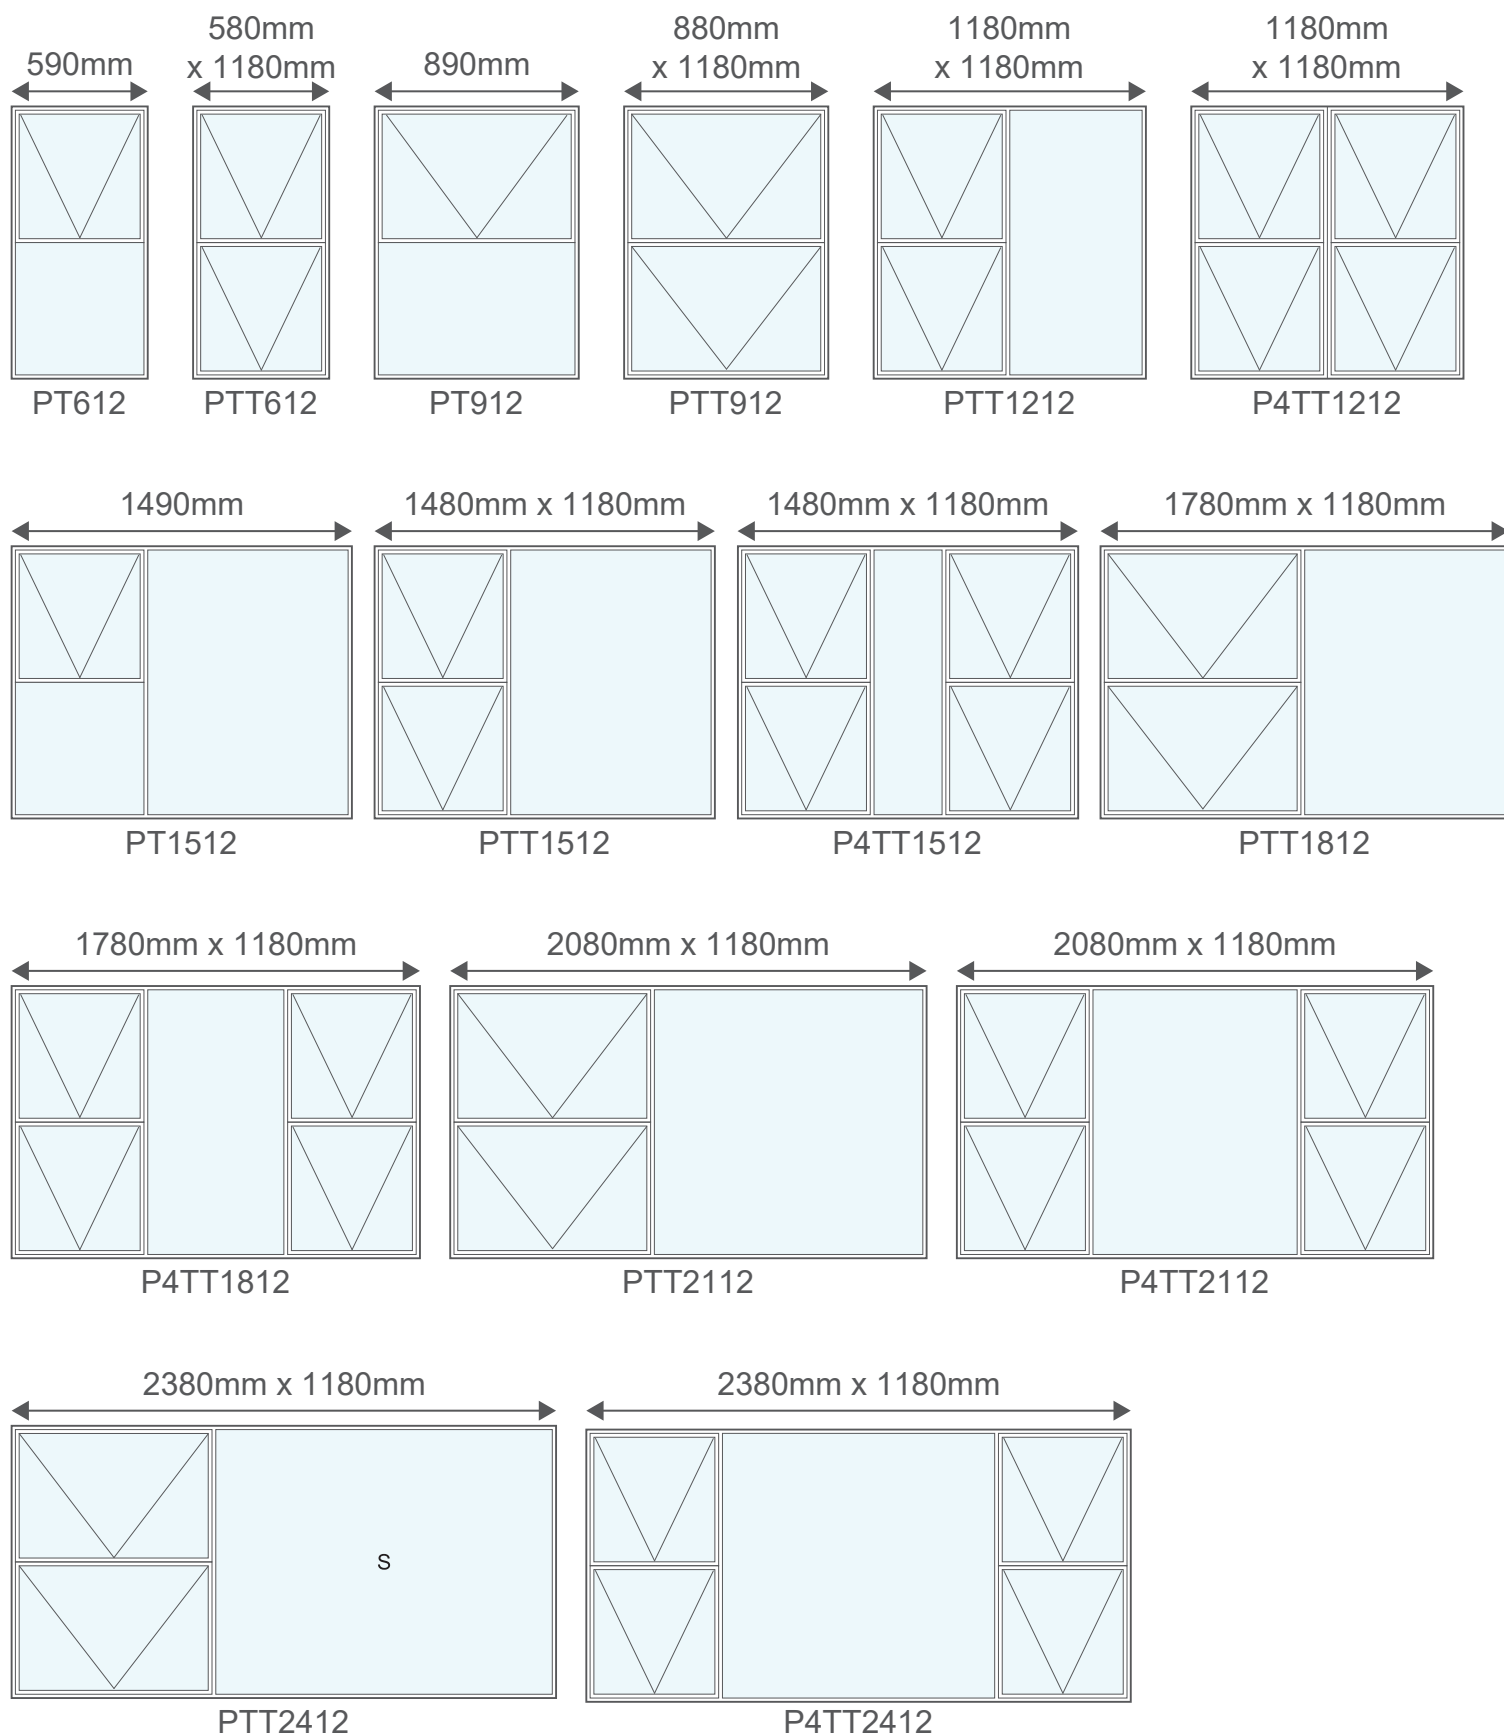 590mm
580mm
x 1180mm
890mm
880mm
x 1180mm
1180mm
x 1180mm
1180mm
x 1180mm
PT612
PTT612
PT912
PTT912
PTT1212
P4TT1212
1490mm
1480mm x 1180mm
1480mm x 1180mm
1780mm x 1180mm
PT1512
PTT1512
P4TT1512
PTT1812
1780mm x 1180mm
2080mm x 1180mm
2080mm x 1180mm
P4TT1812
PTT2112
P4TT2112
2380mm x 1180mm
2380mm x 1180mm
S
PTT2412
P4TT2412